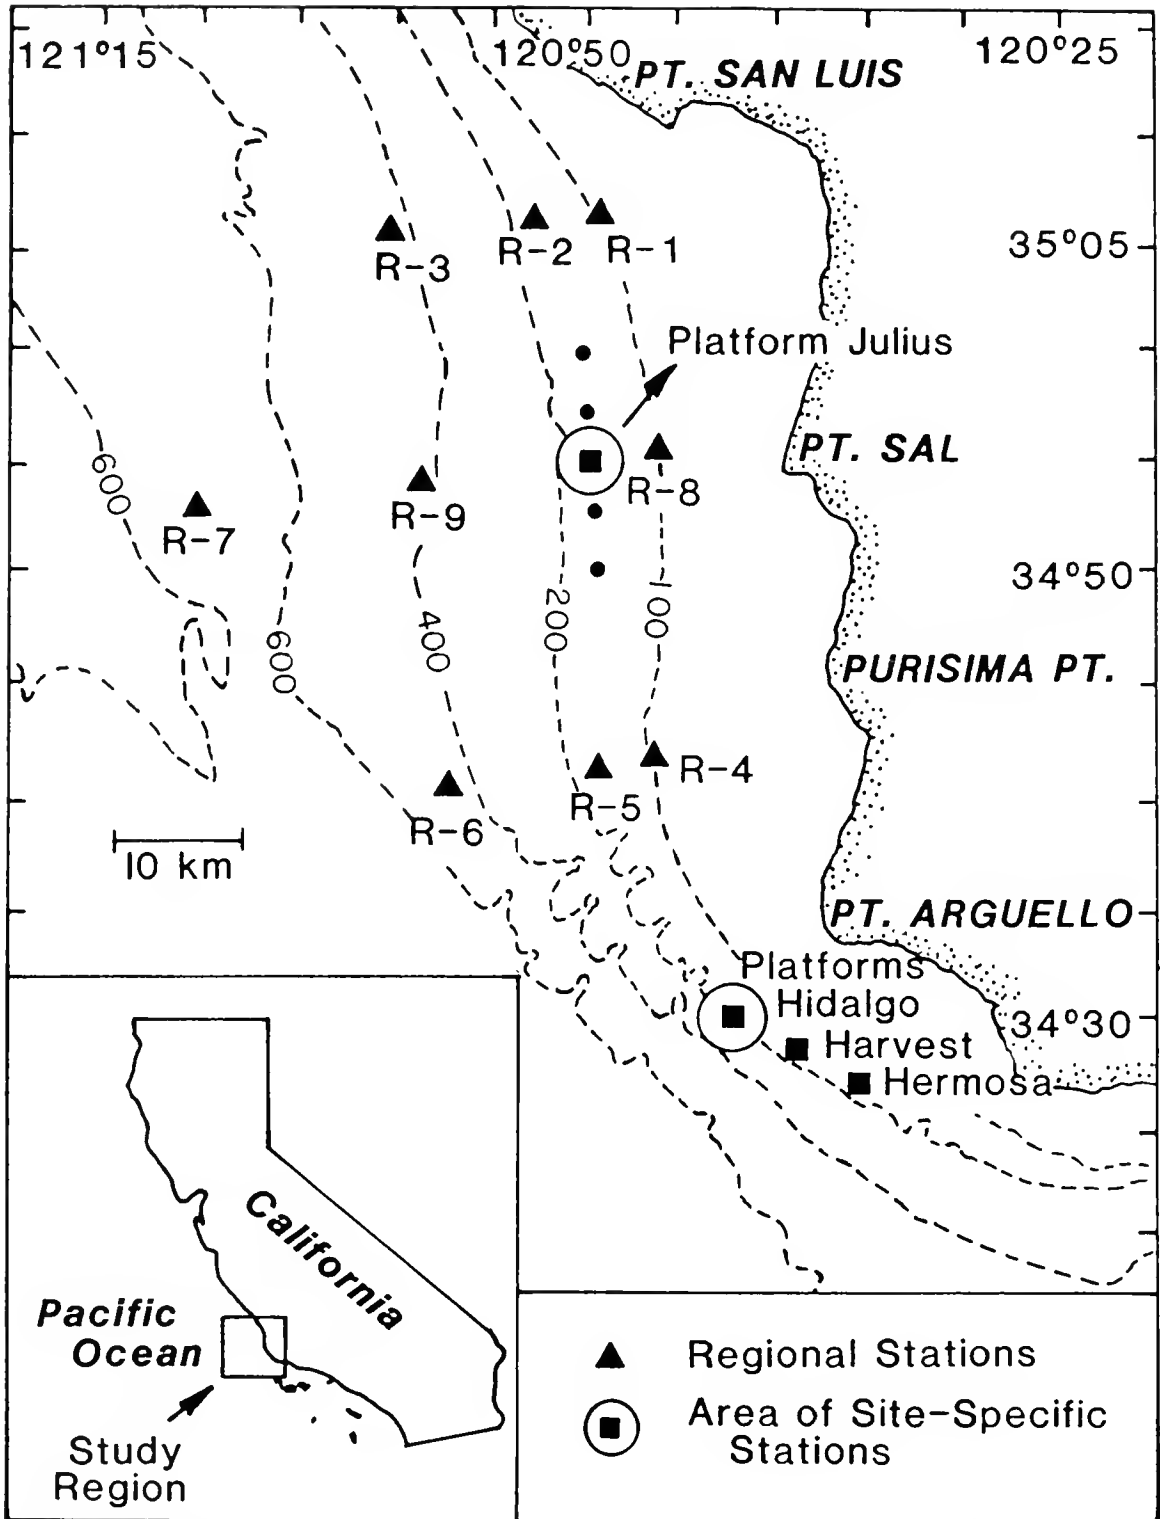 121°15
120°50
120°25
PT. SAN LUIS
R-3
R-2
R-1
35°05
Platform Julius
PT. SAL
600
R-7
R-9
R-8
34°50
600
400
200
100
PURISIMA PT.
R-6
R-5
R-4
10 km
PT. ARGUELLO
Platforms
Hidalgo
34°30
Harvest
Hermosa
California
Pacific
Ocean
Study
Region
Regional Stations
Area of Site-Specific
Stations